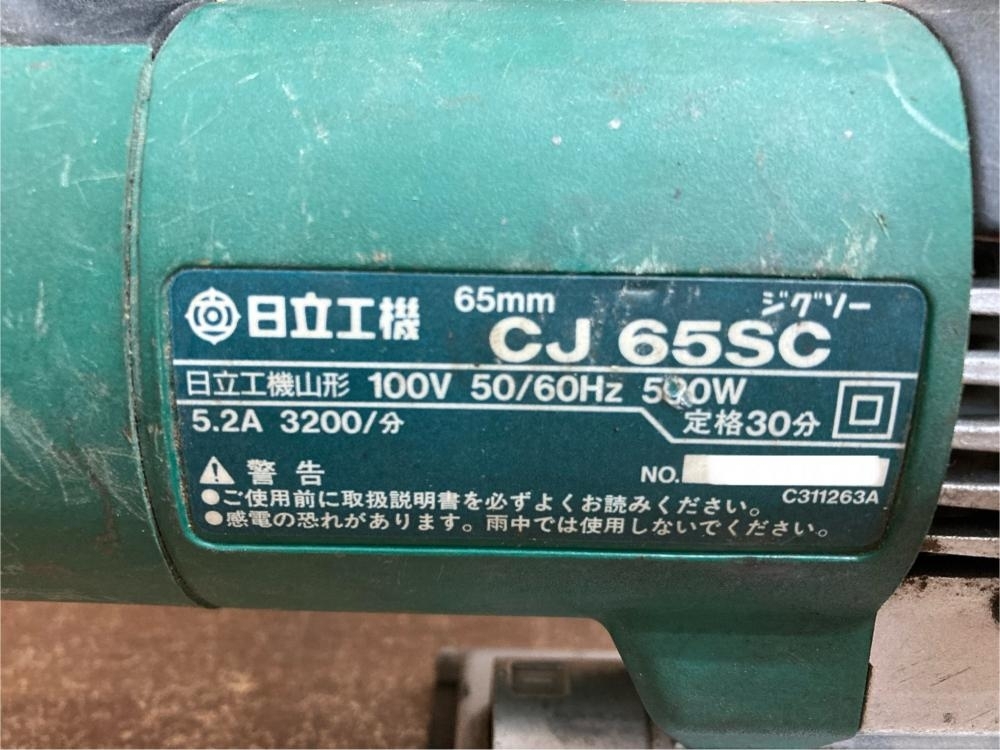 日立工機 65mm ジグソー
CJ 65SC
日立工機山形 100V 50/60Hz
5.2A 3200/分 定格30分
警告 NO.
C311263A
●ご使用前に取扱説明書を必ずよくお読みください。
●感電の恐れがあります。雨中では使用しないでください。